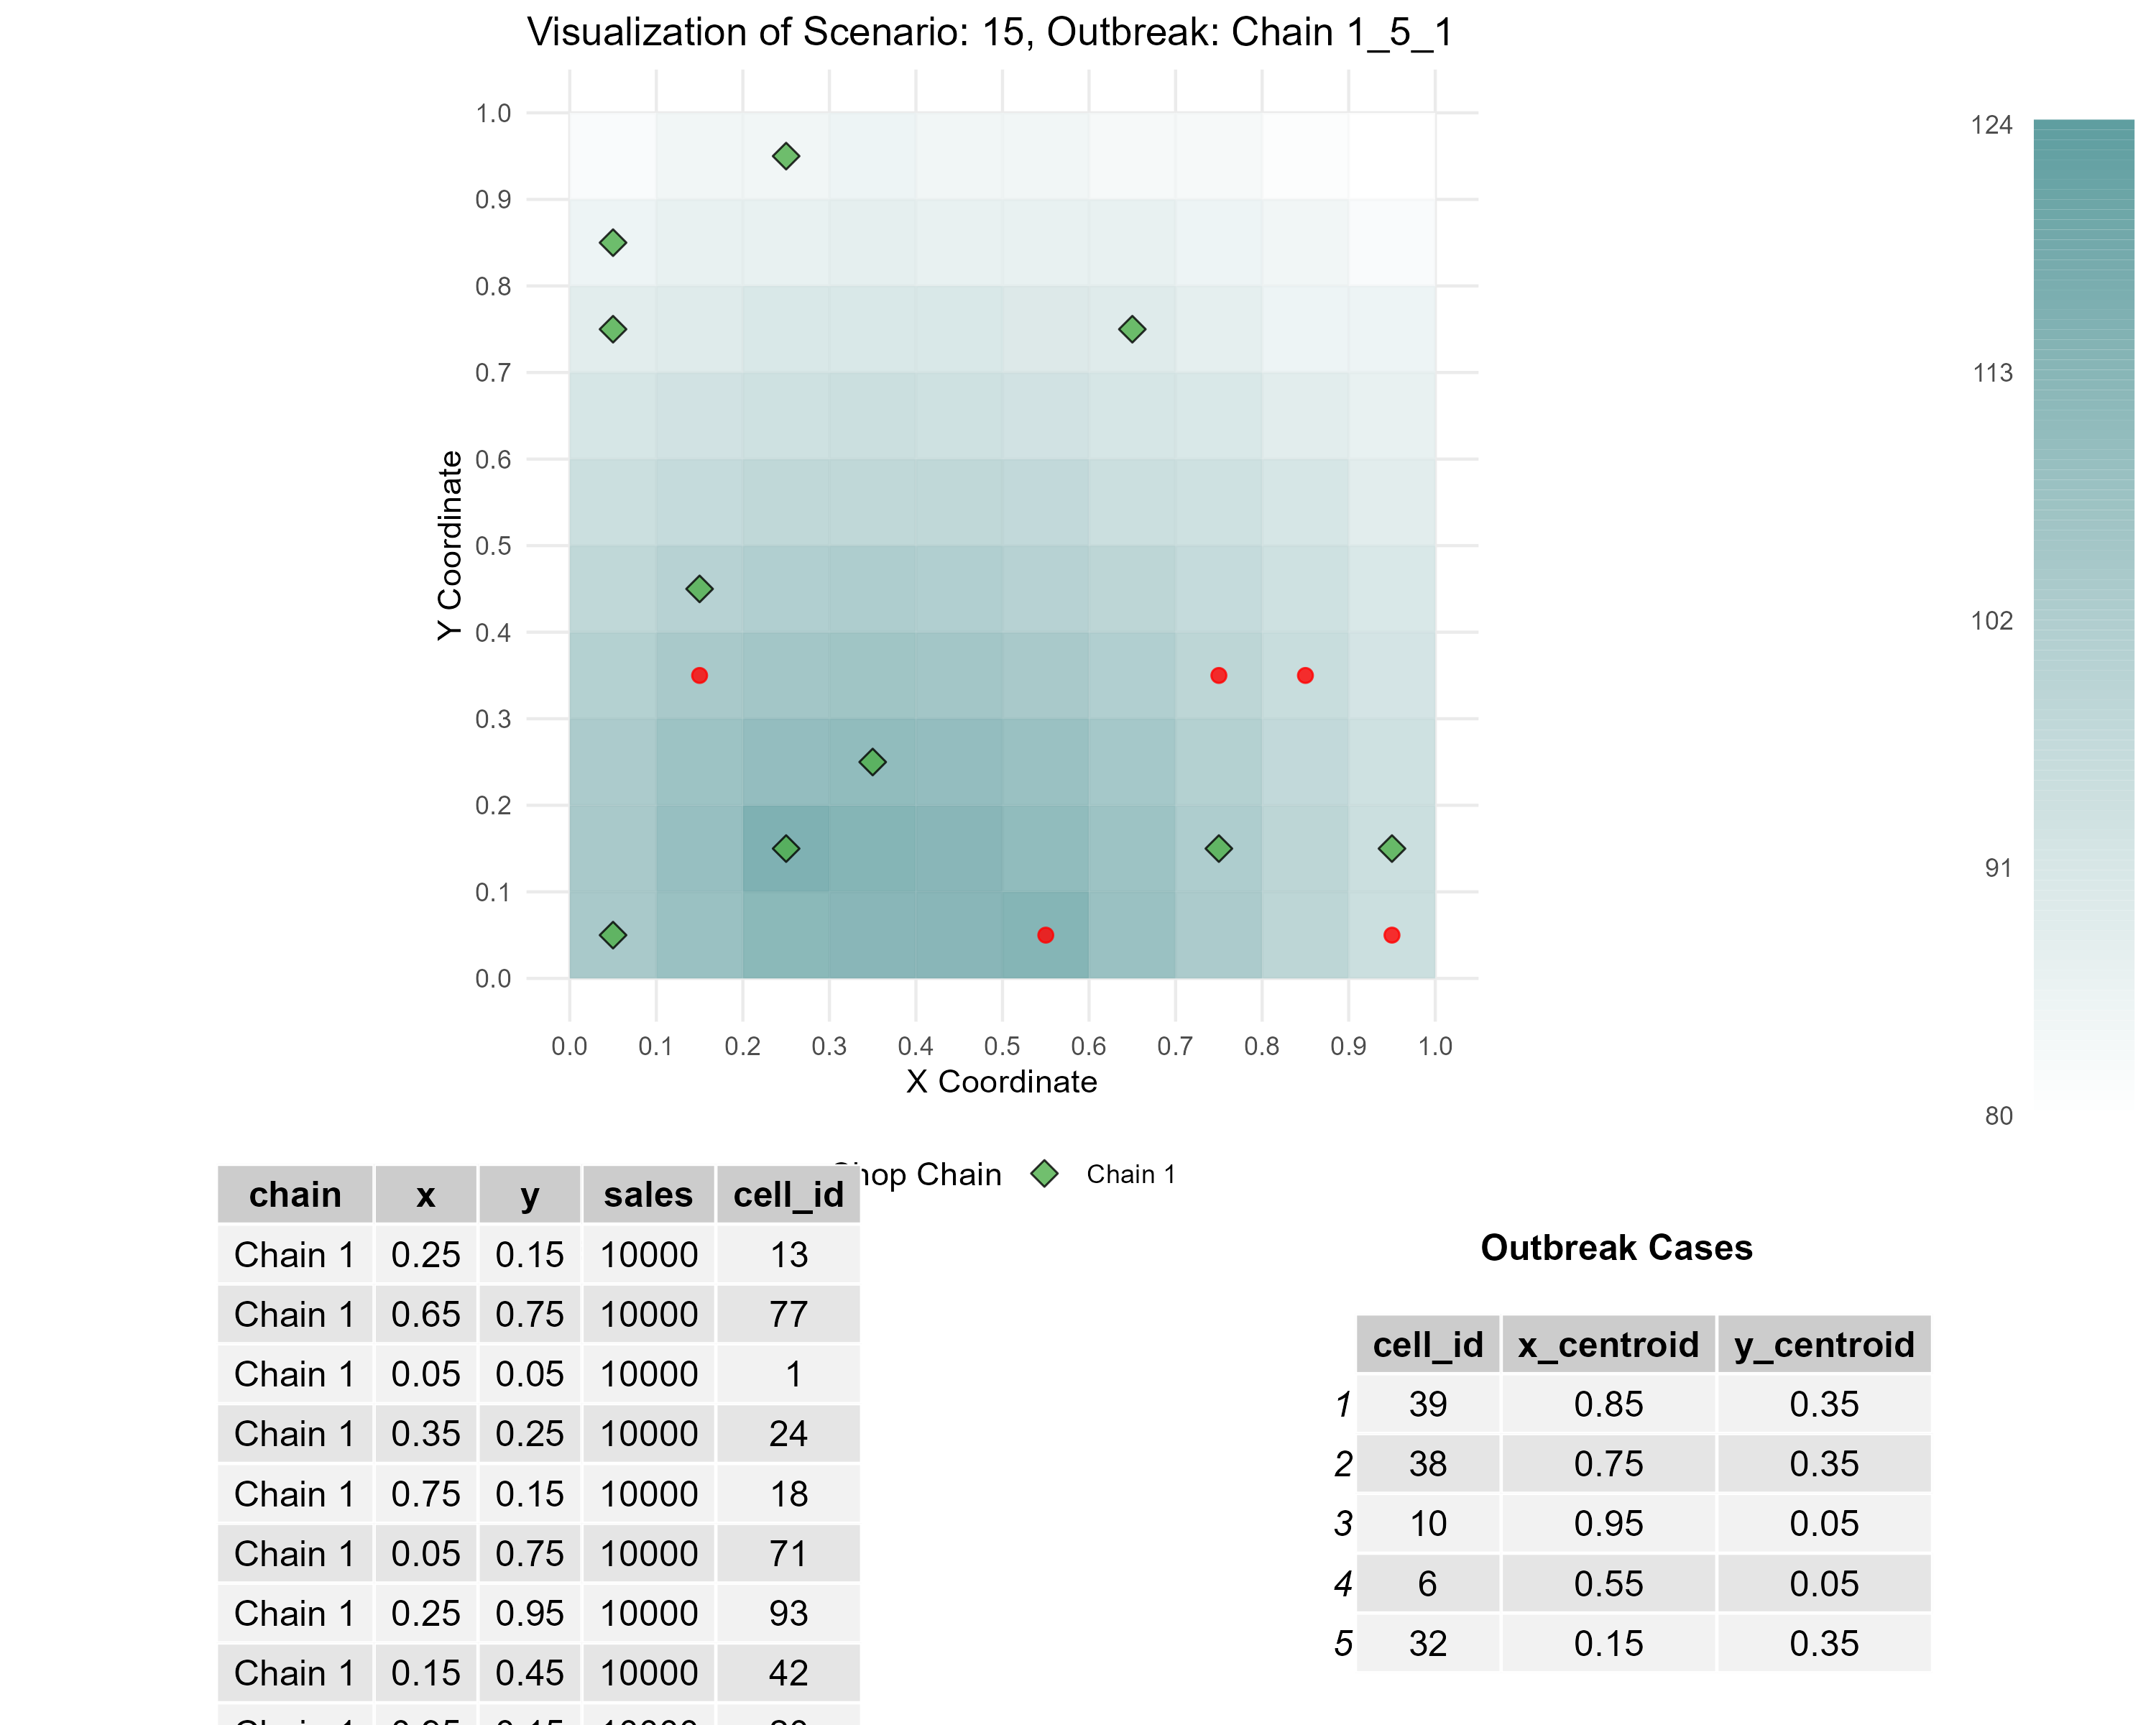 Visualization of Scenario: 15, Outbreak: Chain 1_5_1
1.0
0.9
0.8
0.7
0.6
0.5
0.4
0.3
0.2
0.1
0.0
Y Coordinate
0.0 0.1 0.2 0.3 0.4 0.5 0.6 0.7 0.8 0.9 1.0
X Coordinate
124
113
102
91
80
Chain Chain 1
chain x y sales cell_id
Chain 1 0.25 0.15 10000 13
Chain 1 0.65 0.75 10000 77
Chain 1 0.05 0.05 10000 1
Chain 1 0.35 0.25 10000 24
Chain 1 0.75 0.15 10000 18
Chain 1 0.05 0.75 10000 71
Chain 1 0.25 0.95 10000 93
Chain 1 0.15 0.45 10000 42
Outbreak Cases
cell_id x_centroid y_centroid
1 39 0.85 0.35
2 38 0.75 0.35
3 10 0.95 0.05
4 6 0.55 0.05
5 32 0.15 0.35